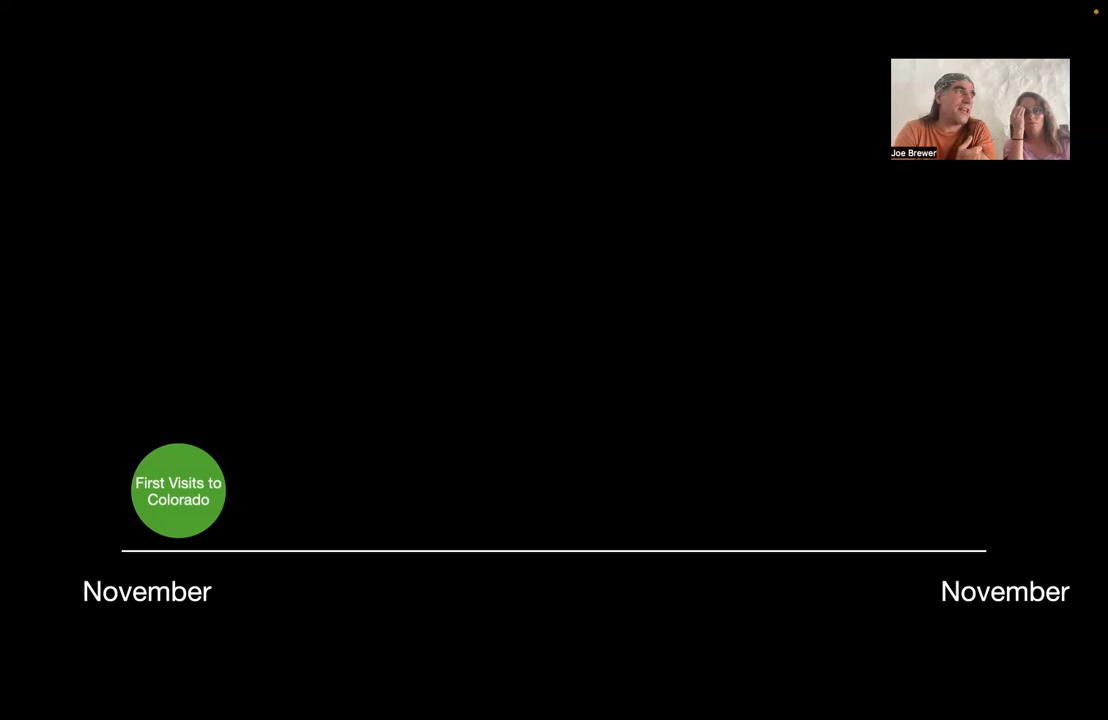 Joe Brewer
First Visits to
Colorado
November
November